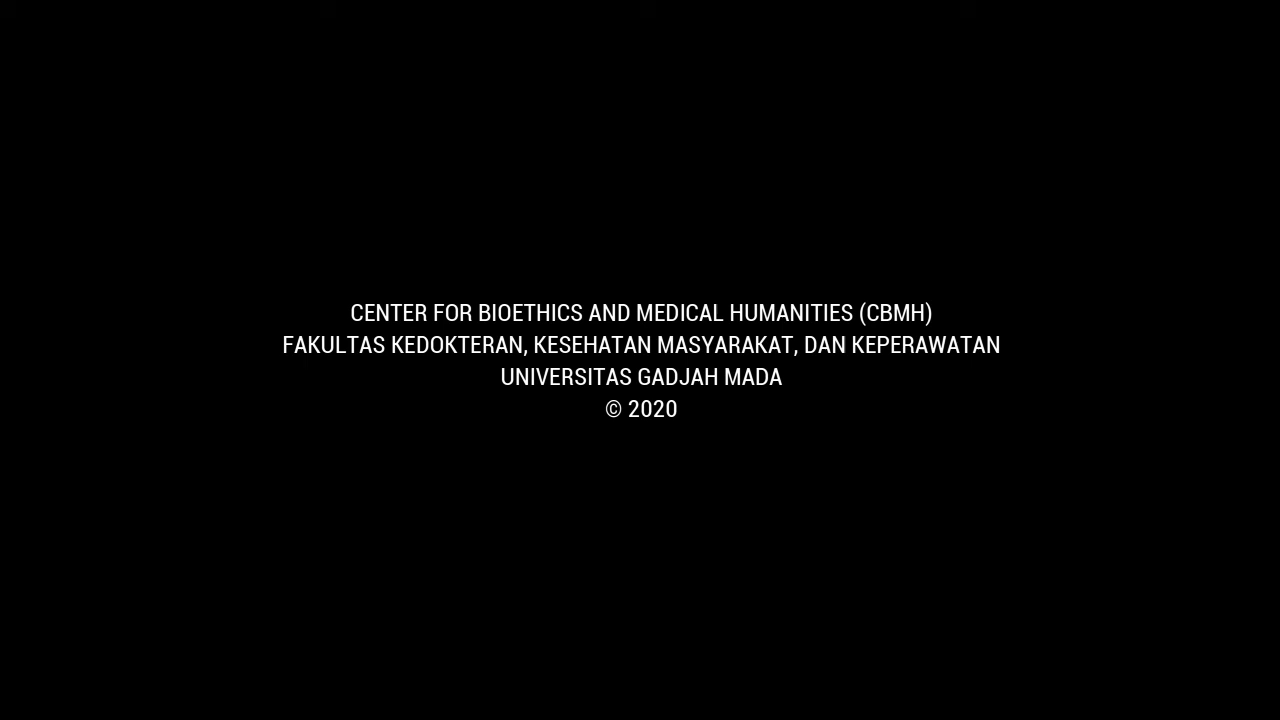 CENTER FOR BIOETHICS AND MEDICAL HUMANITIES (CBMH)
FAKULTAS KEDOKTERAN, KESEHATAN MASYARAKAT, DAN KEPERAWATAN
UNIVERSITAS GADJAH MADA
© 2020